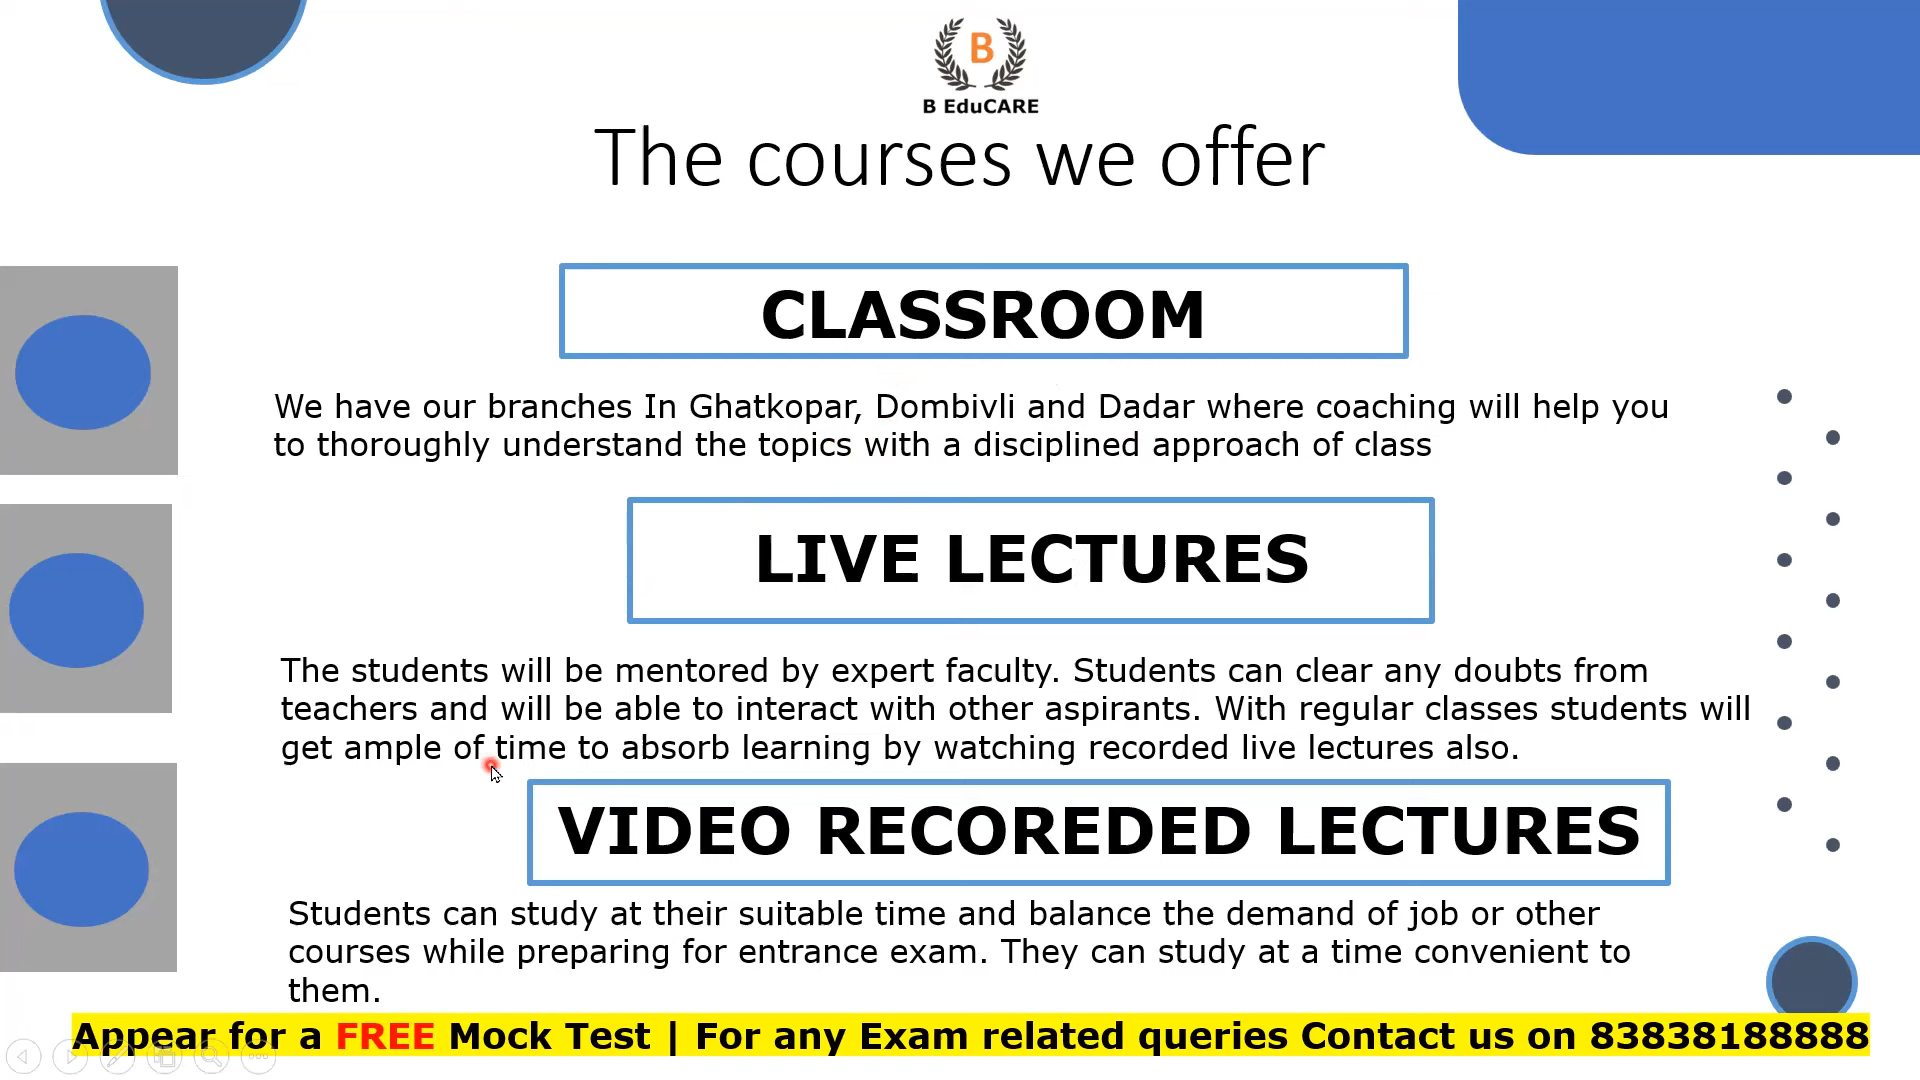 B
B EduCARE
The courses we offer
CLASSROOM
We have our branches In Ghatkopar, Dombivli and Dadar where coaching will help you
to thoroughly understand the topics with a disciplined approach of class
LIVE LECTURES
The students will be mentored by expert faculty. Students can clear any doubts from
teachers and will be able to interact with other aspirants. With regular classes students will
get ample of time to absorb learning by watching recorded live lectures also.
VIDEO RECOREDED LECTURES
Students can study at their suitable time and balance the demand of job or other
courses while preparing for entrance exam. They can study at a time convenient to
them.
Appear for a FREE Mock Test | For any Exam related queries Contact us on 83838188888